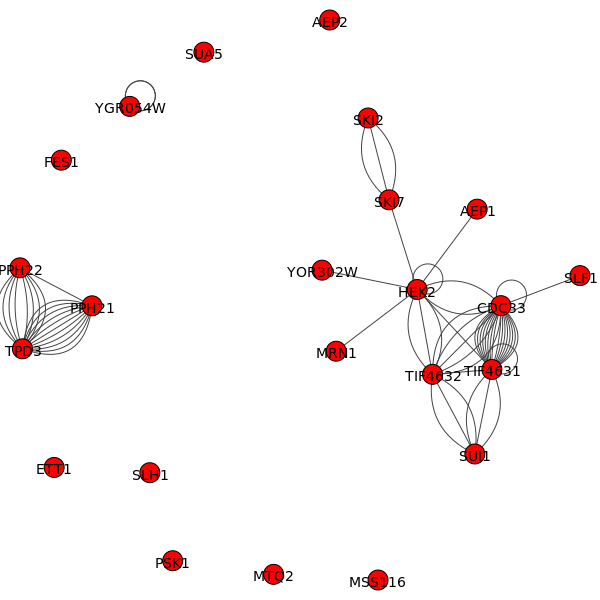 AEP2
SUA5
YGR054W
SKI2
FES1
SKI7
AEP1
PPH22
YOR302W
SLF1
HEK2
PPH21
CDC33
TPD3
MRN1
TIF4632
TIF4631
SUI1
ETT1
SLH1
PSK1
MTQ2
MSS116